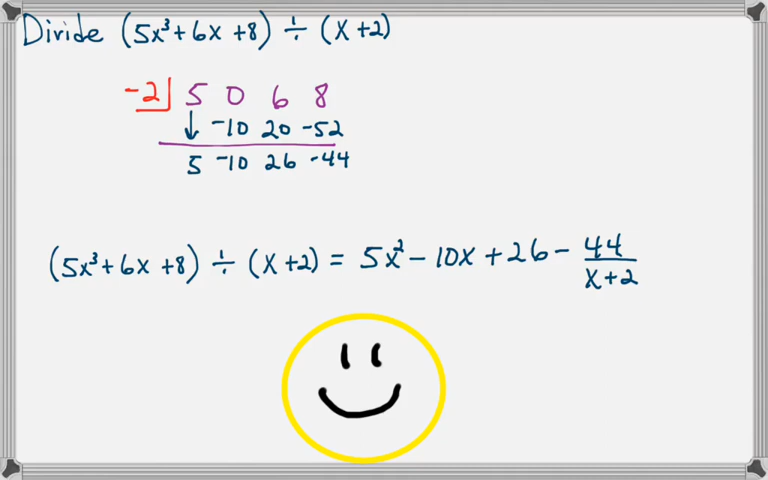 Divide (5x³+6x+8) ÷ (x+2)
-2 5 0 6 8
↓ -10 20 -52
5 -10 26 -44
(5x³+6x+8) ÷ (x+2) = 5x²-10x+26- 44/x+2